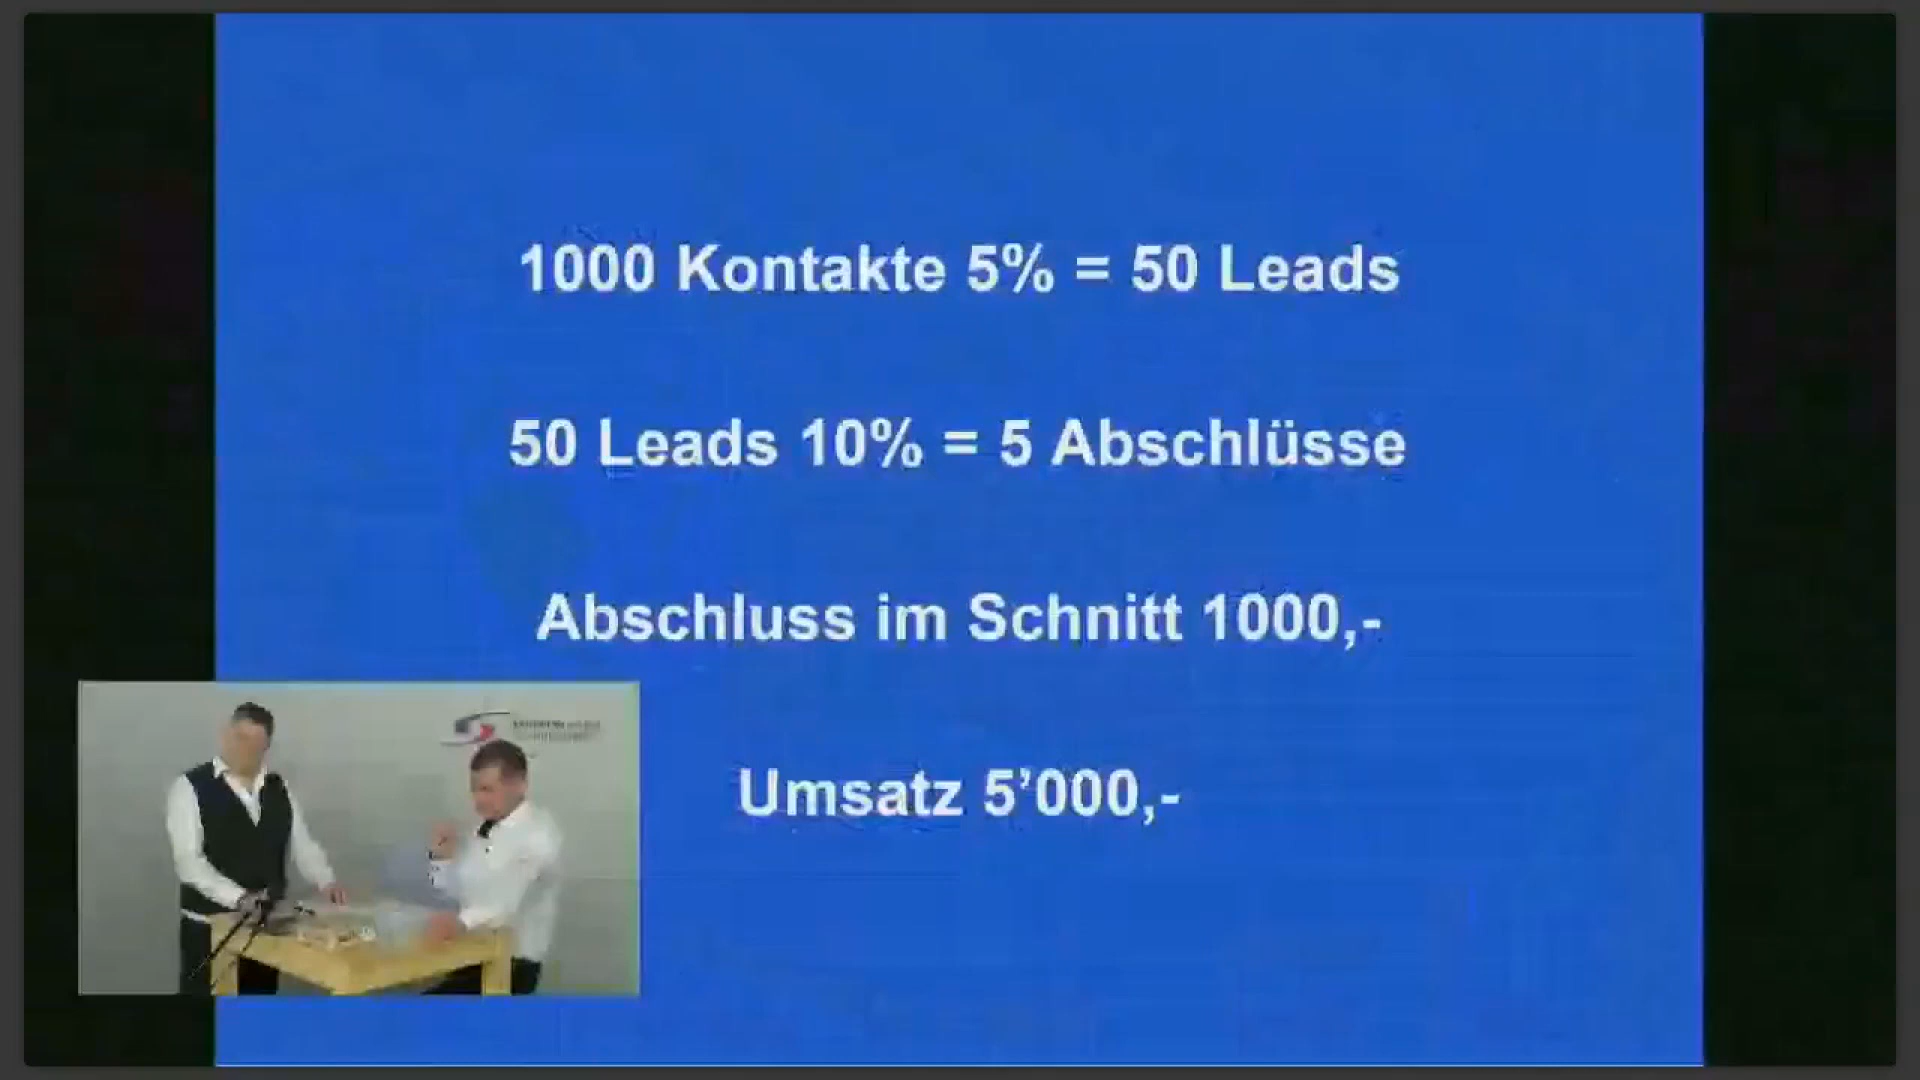 1000 Kontakte 5% = 50 Leads
50 Leads 10% = 5 Abschlüsse
Abschluss im Schnitt 1000,-
Umsatz 5’000,-